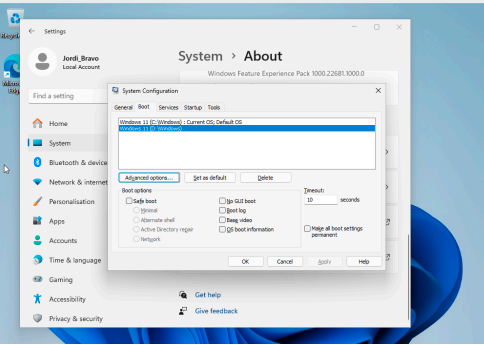 Settings
Jordi_Bravo
Local Account
System > About
Windows Feature Experience Pack 1000.22681.1000.0
Find a setting
Home
System
Bluetooth & device
Network & internet
Personalisation
Apps
Accounts
Time & language
Gaming
Accessibility
Privacy & security
System Configuration
General Boot Services Startup Tools
Windows 11 (C:\Windows) : Current OS; Default OS
Windows 11 (D:\Windows)
Advanced options... Set as default Delete
Boot options
Safe boot
Minimal
Alternate shell
Active Directory repair
Network
No GUI boot
Boot log
Base video
OS boot information
Timeout:
10 seconds
Make all boot settings
permanent
OK Cancel Apply Help
Get help
Give feedback